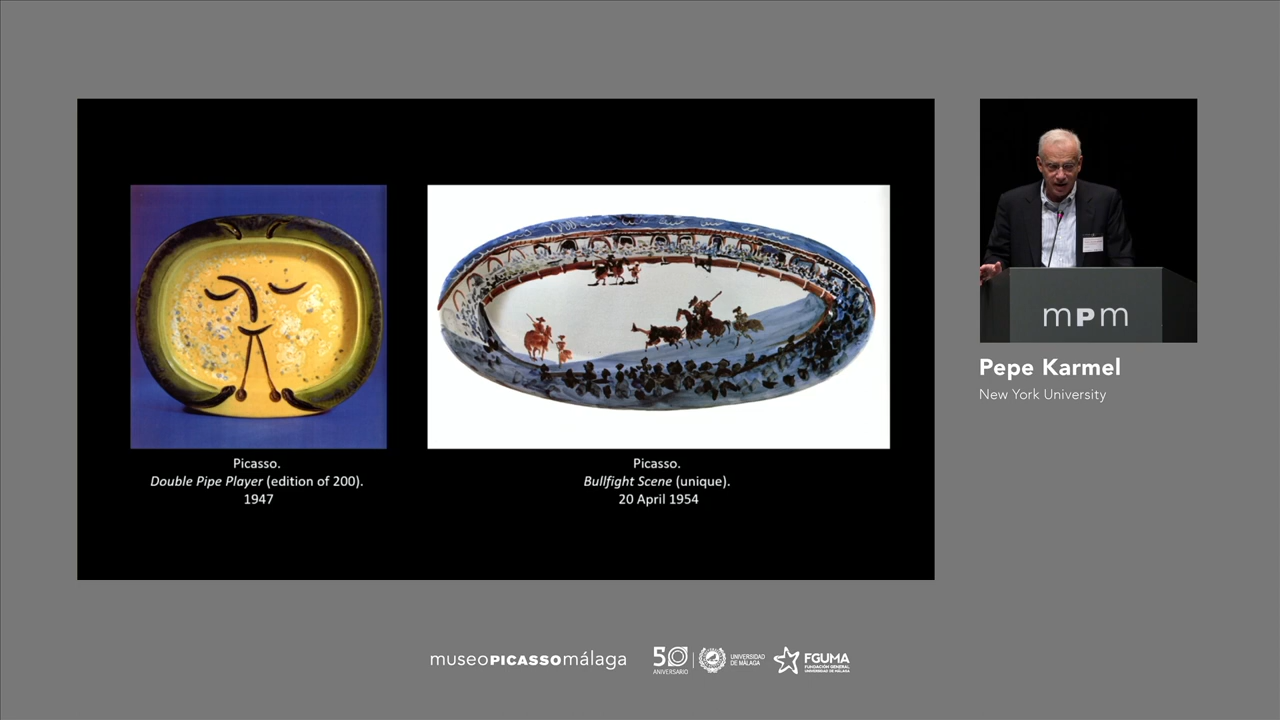 Picasso.
Double Pipe Player (edition of 200).
1947
Picasso.
Bullfight Scene (unique).
20 April 1954
mPm
Pepe Karmel
New York University
museoPICASSOmálaga
50
ANIVERSARIO
UNIVERSIDAD
DE MÁLAGA
FGUMA
FUNDACIÓN GENERAL
UNIVERSIDAD DE MÁLAGA